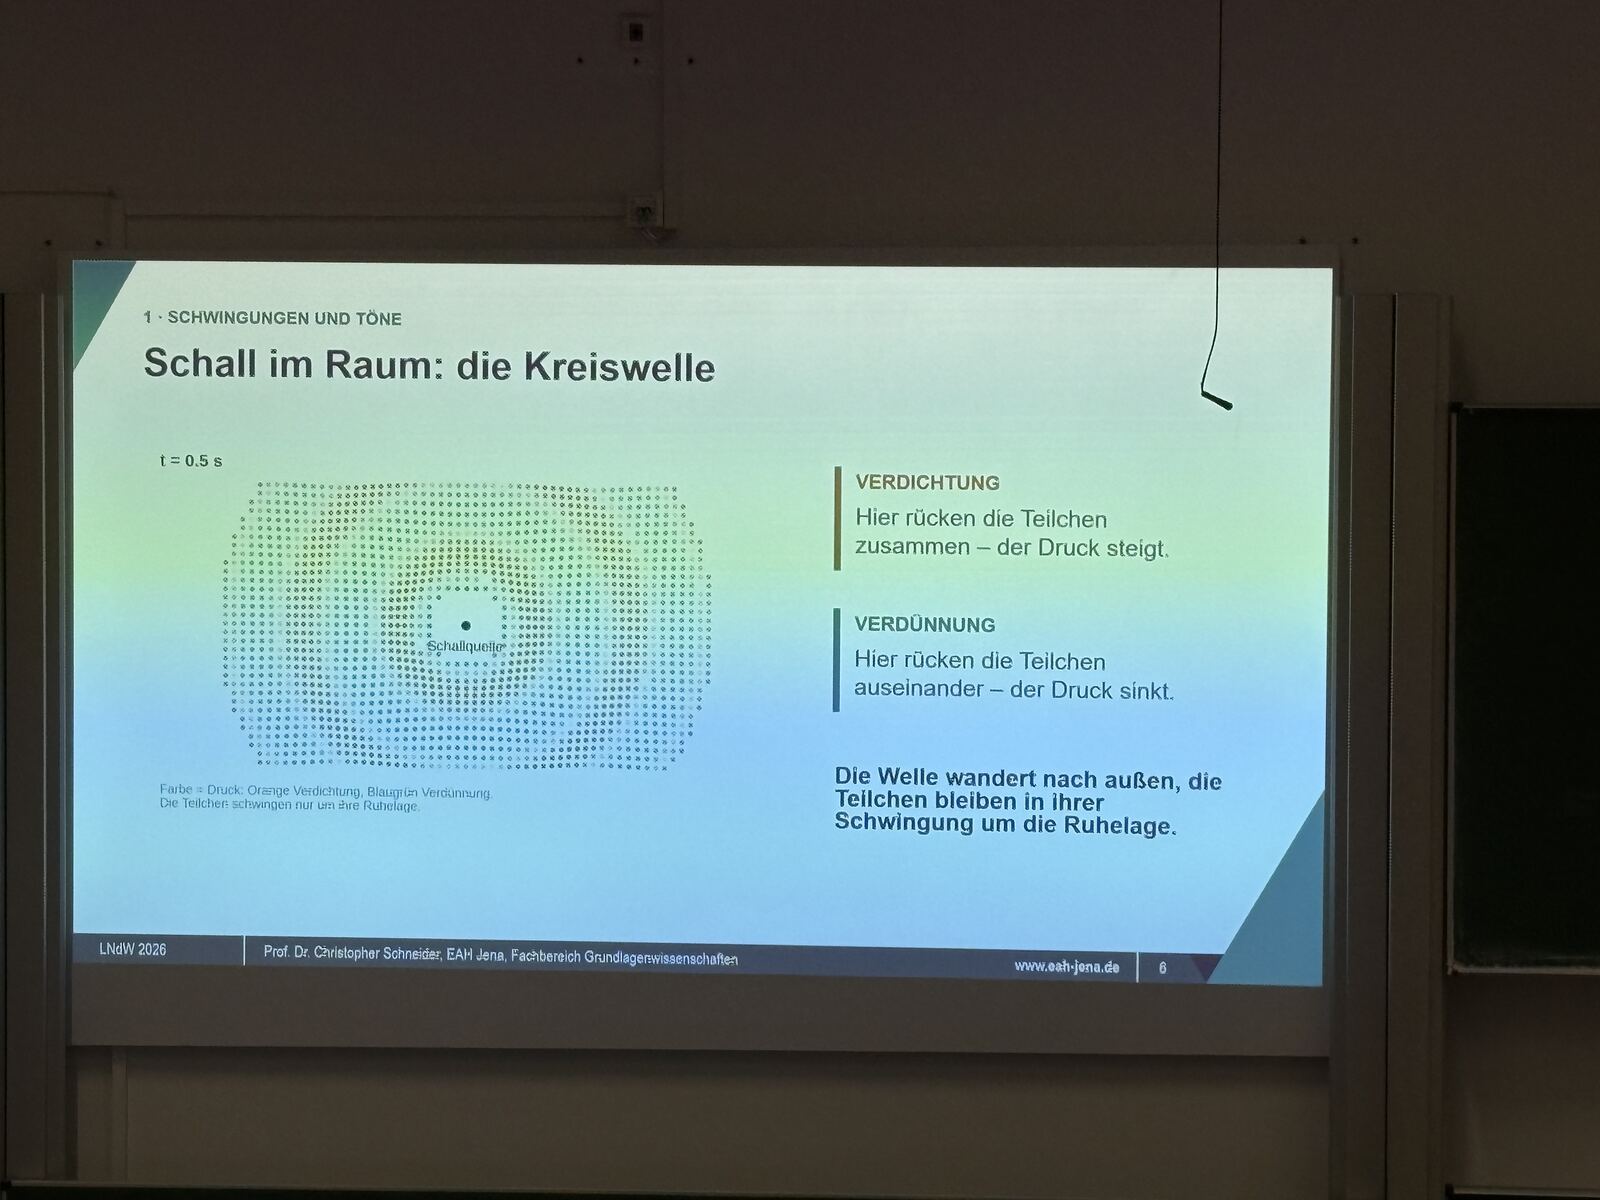 1 · SCHWINGUNGEN UND TÖNE
Schall im Raum: die Kreiswelle
t = 0.5 s
Schallquelle
Farbe = Druck: Orange Verdichtung, Blaugrün Verdünnung.
Die Teilchen schwingen nur um ihre Ruhelage.
VERDICHTUNG
Hier rücken die Teilchen
zusammen – der Druck steigt.
VERDÜNNUNG
Hier rücken die Teilchen
auseinander – der Druck sinkt.
Die Welle wandert nach außen, die
Teilchen bleiben in ihrer
Schwingung um die Ruhelage.
LNdW 2026
Prof. Dr. Christopher Schneider, EAH Jena, Fachbereich Grundlagenwissenschaften
www.eah-jena.de
6